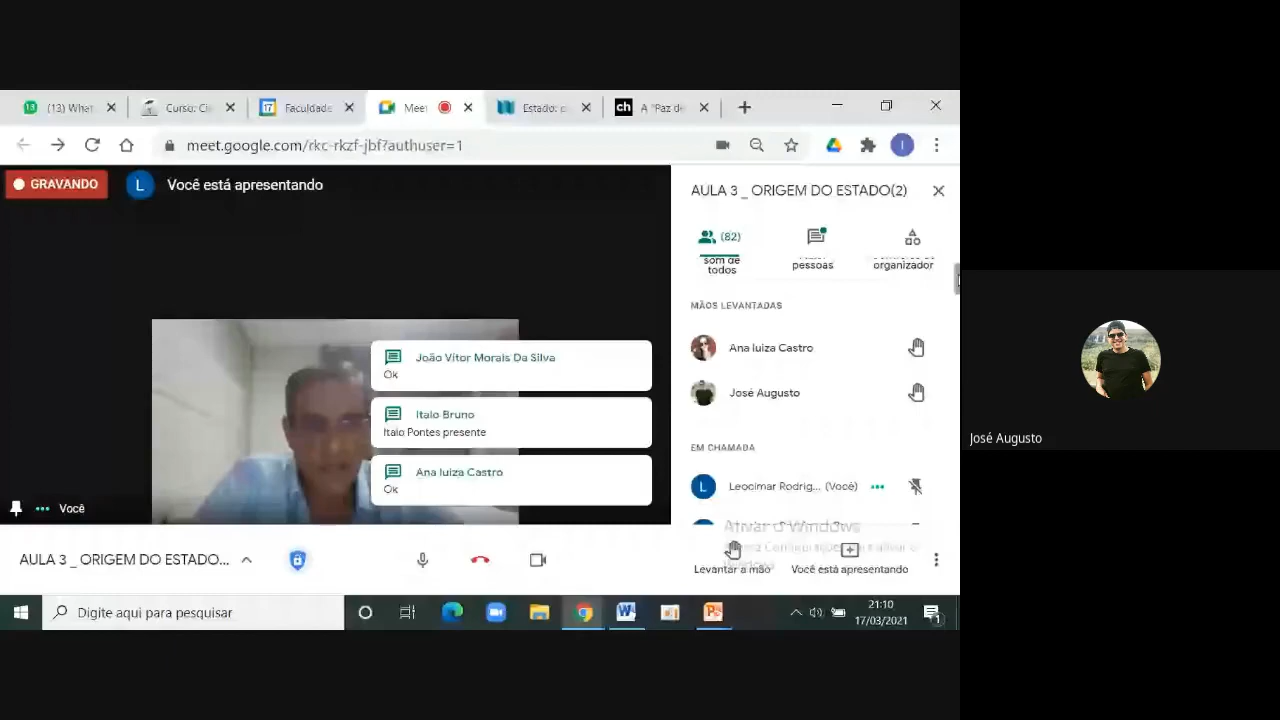 (13) What
Curso: Ci
17
Faculdade
Meet
Estado: p
ch
A "Paz de
meet.google.com/rkc-rkzf-jbf?authuser=1
GRAVANDO
L
Você está apresentando
AULA 3 _ ORIGEM DO ESTADO(2)
(82)
som de
todos
pessoas
organizador
MÃOS LEVANTADAS
Ana luiza Castro
José Augusto
EM CHAMADA
L
Leocimar Rodrig... (Você)
João Vitor Morais Da Silva
Ok
Italo Bruno
Italo Pontes presente
Ana luiza Castro
Ok
Você
Ativar o Windows
AULA 3 _ ORIGEM DO ESTADO...
Levantar a mão
Você está apresentando
Digite aqui para pesquisar
21:10
17/03/2021
José Augusto